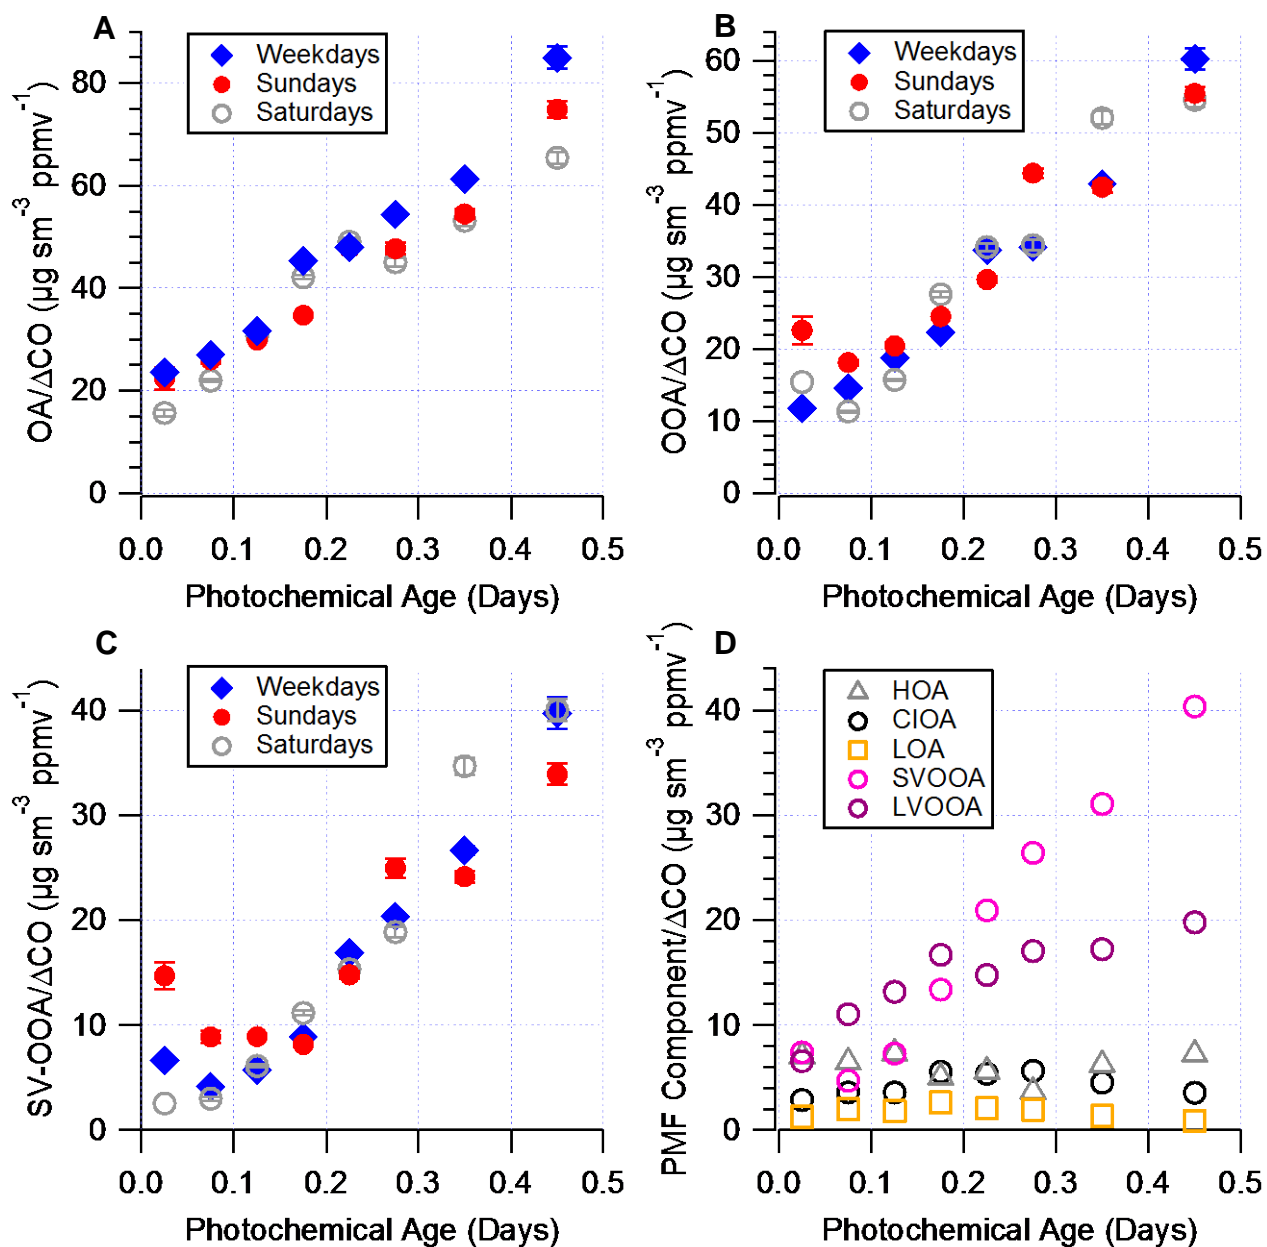 A
OA/ΔCO (µg sm⁻³ ppmv⁻¹)
80
60
40
20
0
Weekdays
Sundays
Saturdays
0.0 0.1 0.2 0.3 0.4 0.5
Photochemical Age (Days)
B
OOA/ΔCO (µg sm⁻³ ppmv⁻¹)
60
50
40
30
20
10
0
Weekdays
Sundays
Saturdays
0.0 0.1 0.2 0.3 0.4 0.5
Photochemical Age (Days)
C
SV-OOA/ΔCO (µg sm⁻³ ppmv⁻¹)
40
30
20
10
0
Weekdays
Sundays
Saturdays
0.0 0.1 0.2 0.3 0.4 0.5
Photochemical Age (Days)
D
PMF Component/ΔCO (µg sm⁻³ ppmv⁻¹)
40
30
20
10
0
HOA
CIOA
LOA
SVOOA
LVOOA
0.0 0.1 0.2 0.3 0.4 0.5
Photochemical Age (Days)